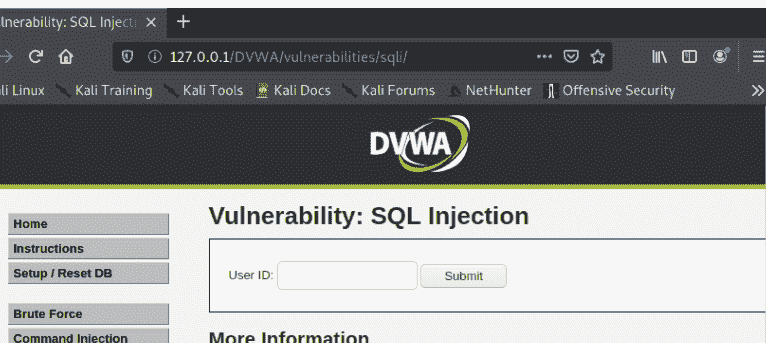 lnerability: SQL Inject
127.0.0.1/DVWA/vulnerabilities/sqli/
li Linux Kali Training Kali Tools Kali Docs Kali Forums NetHunter Offensive Security
DVWA
Vulnerability: SQL Injection
Home
Instructions
Setup / Reset DB
User ID: Submit
Brute Force
Command Injection
More Information